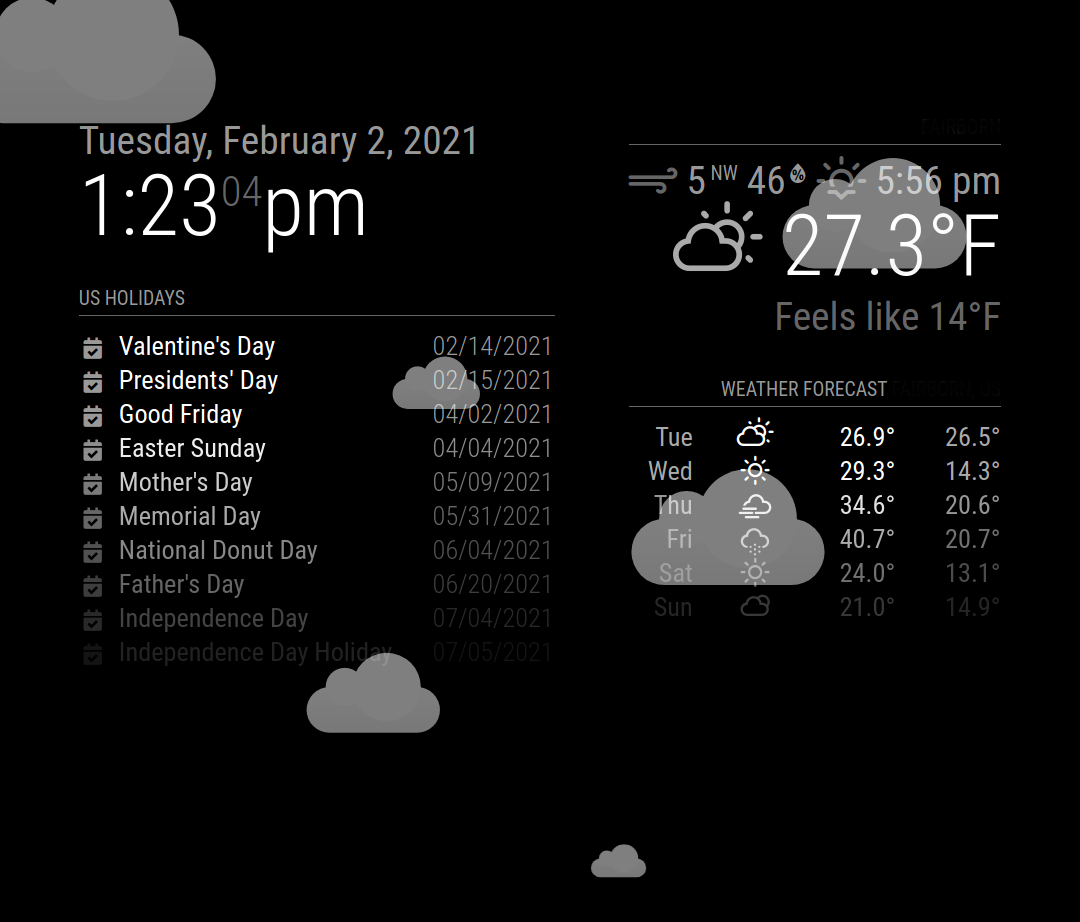 Tuesday, February 2, 2021
1:23 04 pm
US HOLIDAYS
Valentine's Day 02/14/2021
Presidents' Day 02/15/2021
Good Friday 04/02/2021
Easter Sunday 04/04/2021
Mother's Day 05/09/2021
Memorial Day 05/31/2021
National Donut Day 06/04/2021
Father's Day 06/20/2021
Independence Day 07/04/2021
Independence Day Holiday 07/05/2021
FAIRBORN
5 NW 46 % 5:56 pm
27.3°F
Feels like 14°F
WEATHER FORECAST FAIRBORN, US
Tue 26.9° 26.5°
Wed 29.3° 14.3°
Thu 34.6° 20.6°
Fri 40.7° 20.7°
Sat 24.0° 13.1°
Sun 21.0° 14.9°